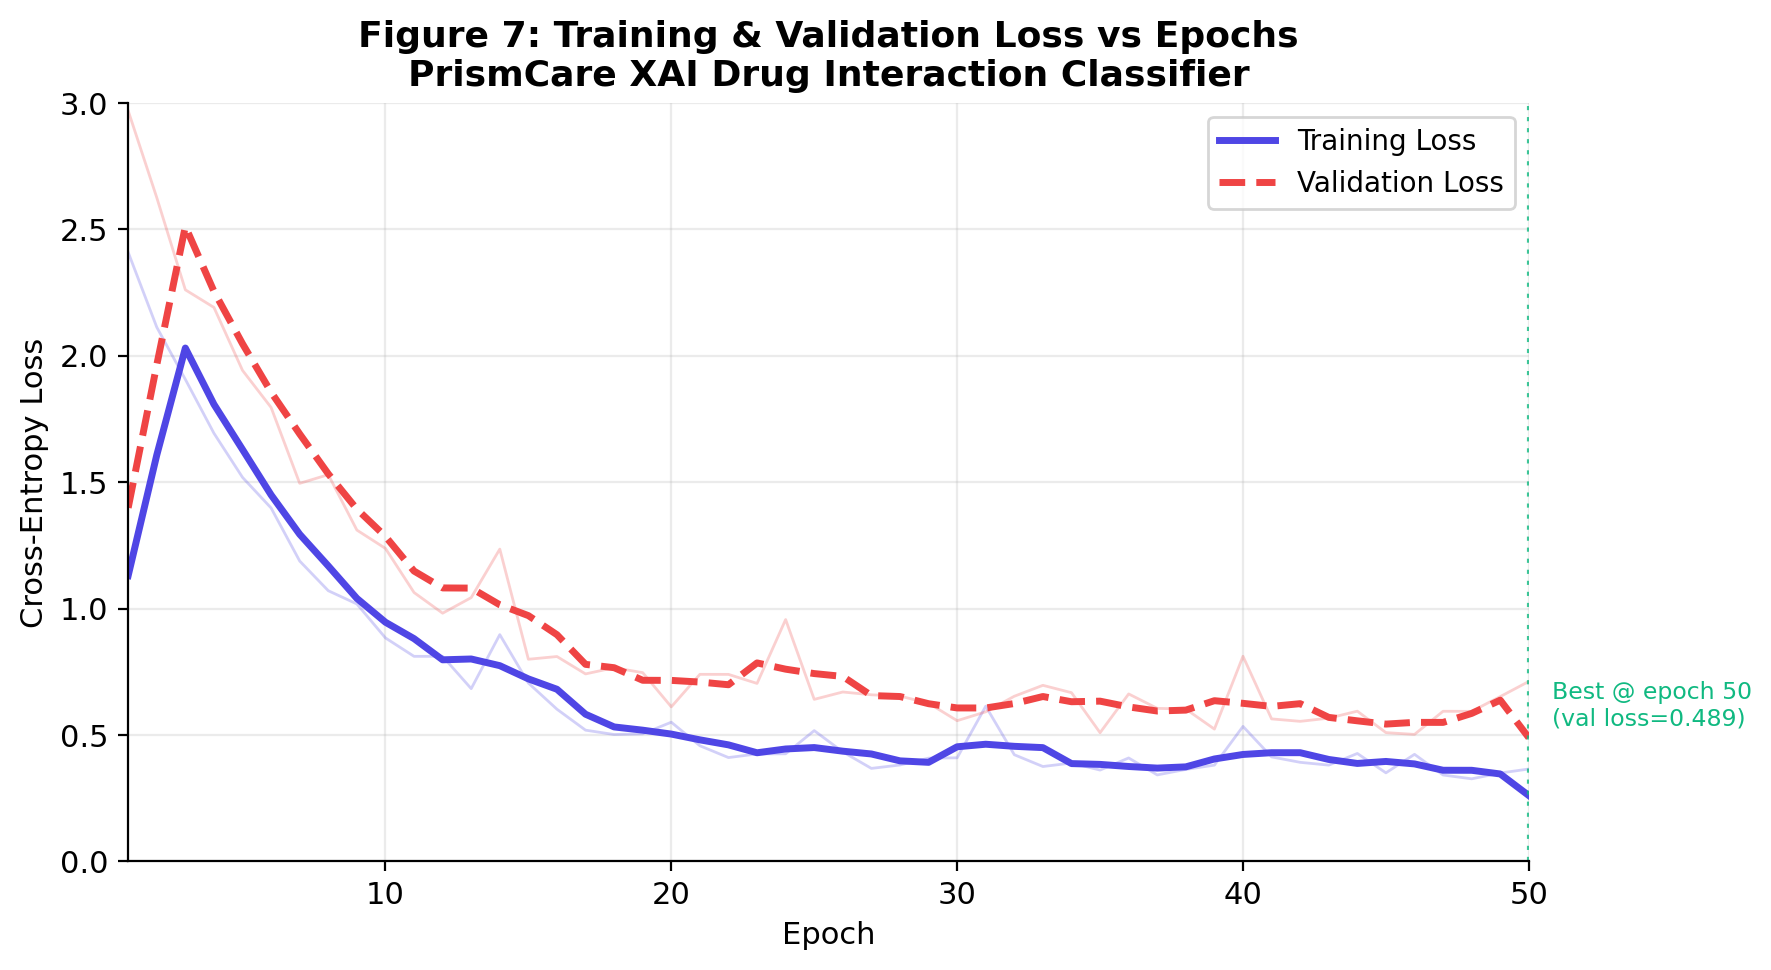 Figure 7: Training & Validation Loss vs Epochs
PrismCare XAI Drug Interaction Classifier
3.0
2.5
2.0
1.5
1.0
0.5
0.0
Cross-Entropy Loss
Training Loss
Validation Loss
Best @ epoch 50
(val loss=0.489)
10 20 30 40 50
Epoch